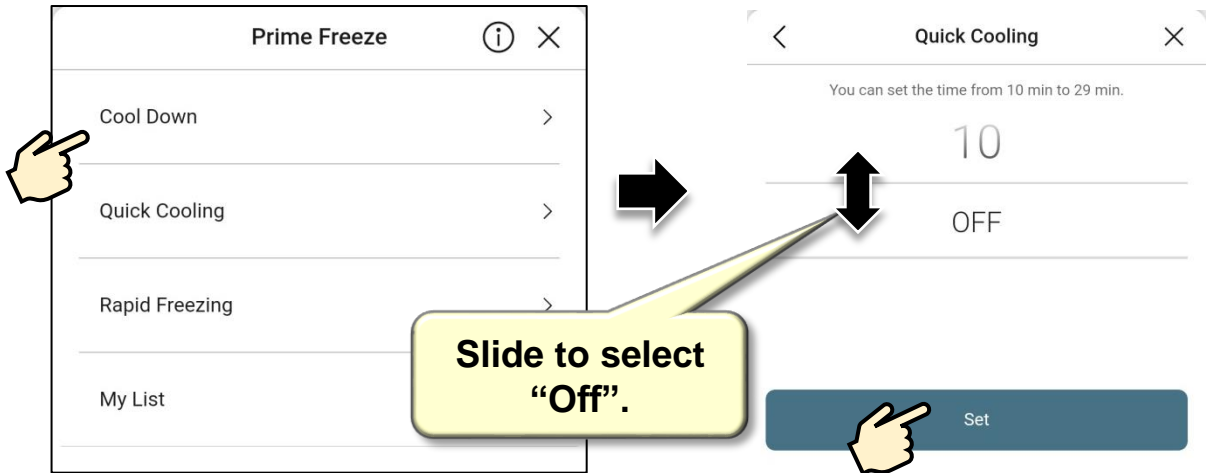 Prime Freeze
Cool Down
Quick Cooling
Rapid Freezing
My List
Slide to select
“Off”.
Quick Cooling
You can set the time from 10 min to 29 min.
10
OFF
Set